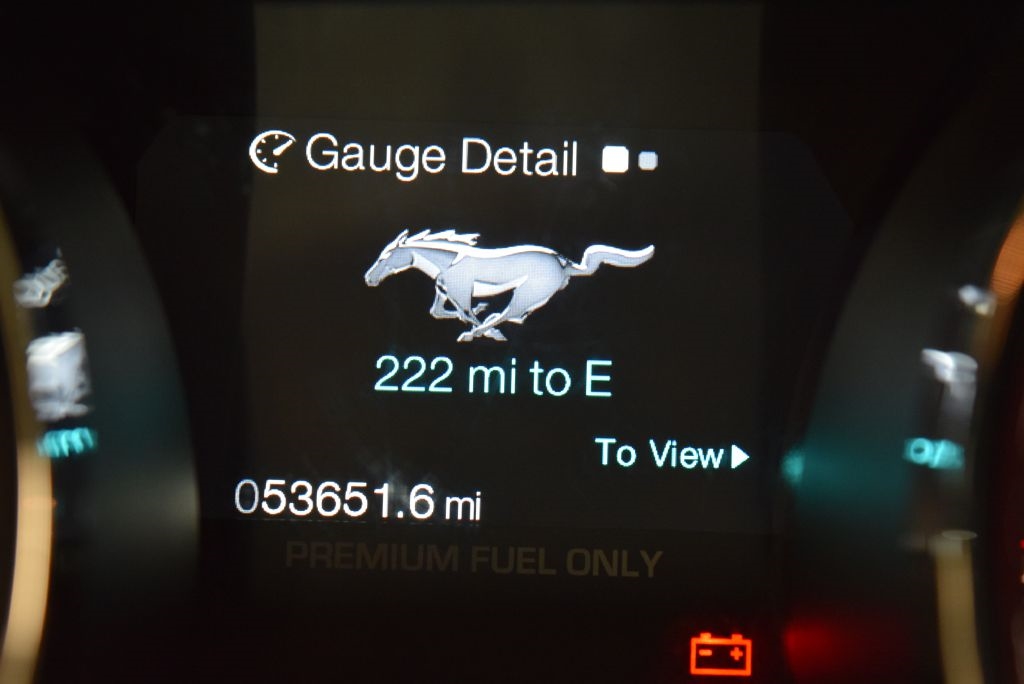 Gauge Detail
222 mi to E
To View
053651.6 mi
PREMIUM FUEL ONLY